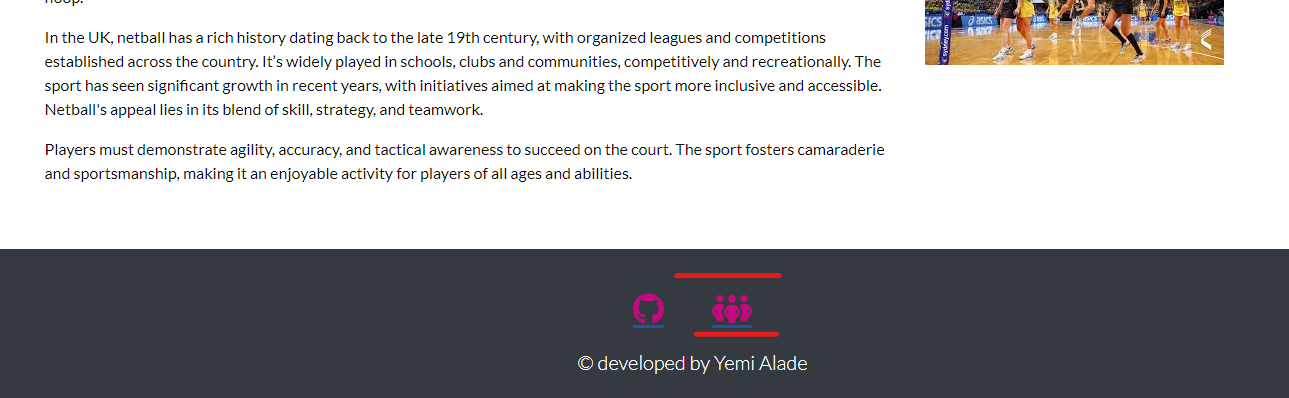 hoop.
In the UK, netball has a rich history dating back to the late 19th century, with organized leagues and competitions
established across the country. It’s widely played in schools, clubs and communities, competitively and recreationally. The
sport has seen significant growth in recent years, with initiatives aimed at making the sport more inclusive and accessible.
Netball's appeal lies in its blend of skill, strategy, and teamwork.
Players must demonstrate agility, accuracy, and tactical awareness to succeed on the court. The sport fosters camaraderie
and sportsmanship, making it an enjoyable activity for players of all ages and abilities.
asics
sydney.com
© developed by Yemi Alade